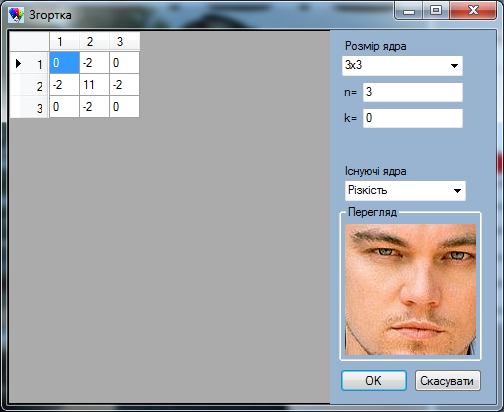 Згортка
1 2 3
1 0 -2 0
2 -2 11 -2
3 0 -2 0
Розмір ядра
3x3
n= 3
k= 0
Існуючі ядра
Різкість
Перегляд
OK Скасувати